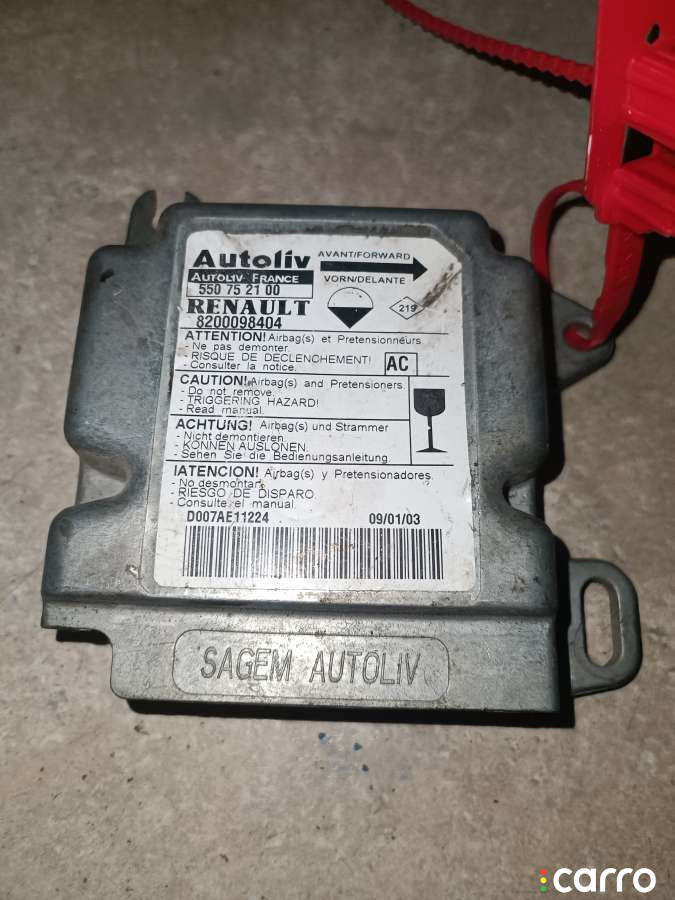 Autoliv
AVANT/FORWARD
AUTOLIV FRANCE
VORN/DELANTE
550 75 21 00
RENAULT
219
8200098404
ATTENTION! Airbag(s) et Pretensionneurs
- Ne pas demonter.
- RISQUE DE DECLENCHEMENT!
- Consulter la notice.
AC
CAUTION! Airbag(s) and Pretensioners.
- Do not remove.
- TRIGGERING HAZARD!
- Read manual.
ACHTUNG! Airbag(s) und Strammer
- Nicht demontieren.
- KONNEN AUSLONEN.
- Sehen Sie die Bedienungsanleitung.
!ATENCION! Airbag(s) y Pretensionadores.
- No desmontar.
- RIESGO DE DISPARO.
- Consulte el manual.
D007AE11224 09/01/03
SAGEM AUTOLIV
carro